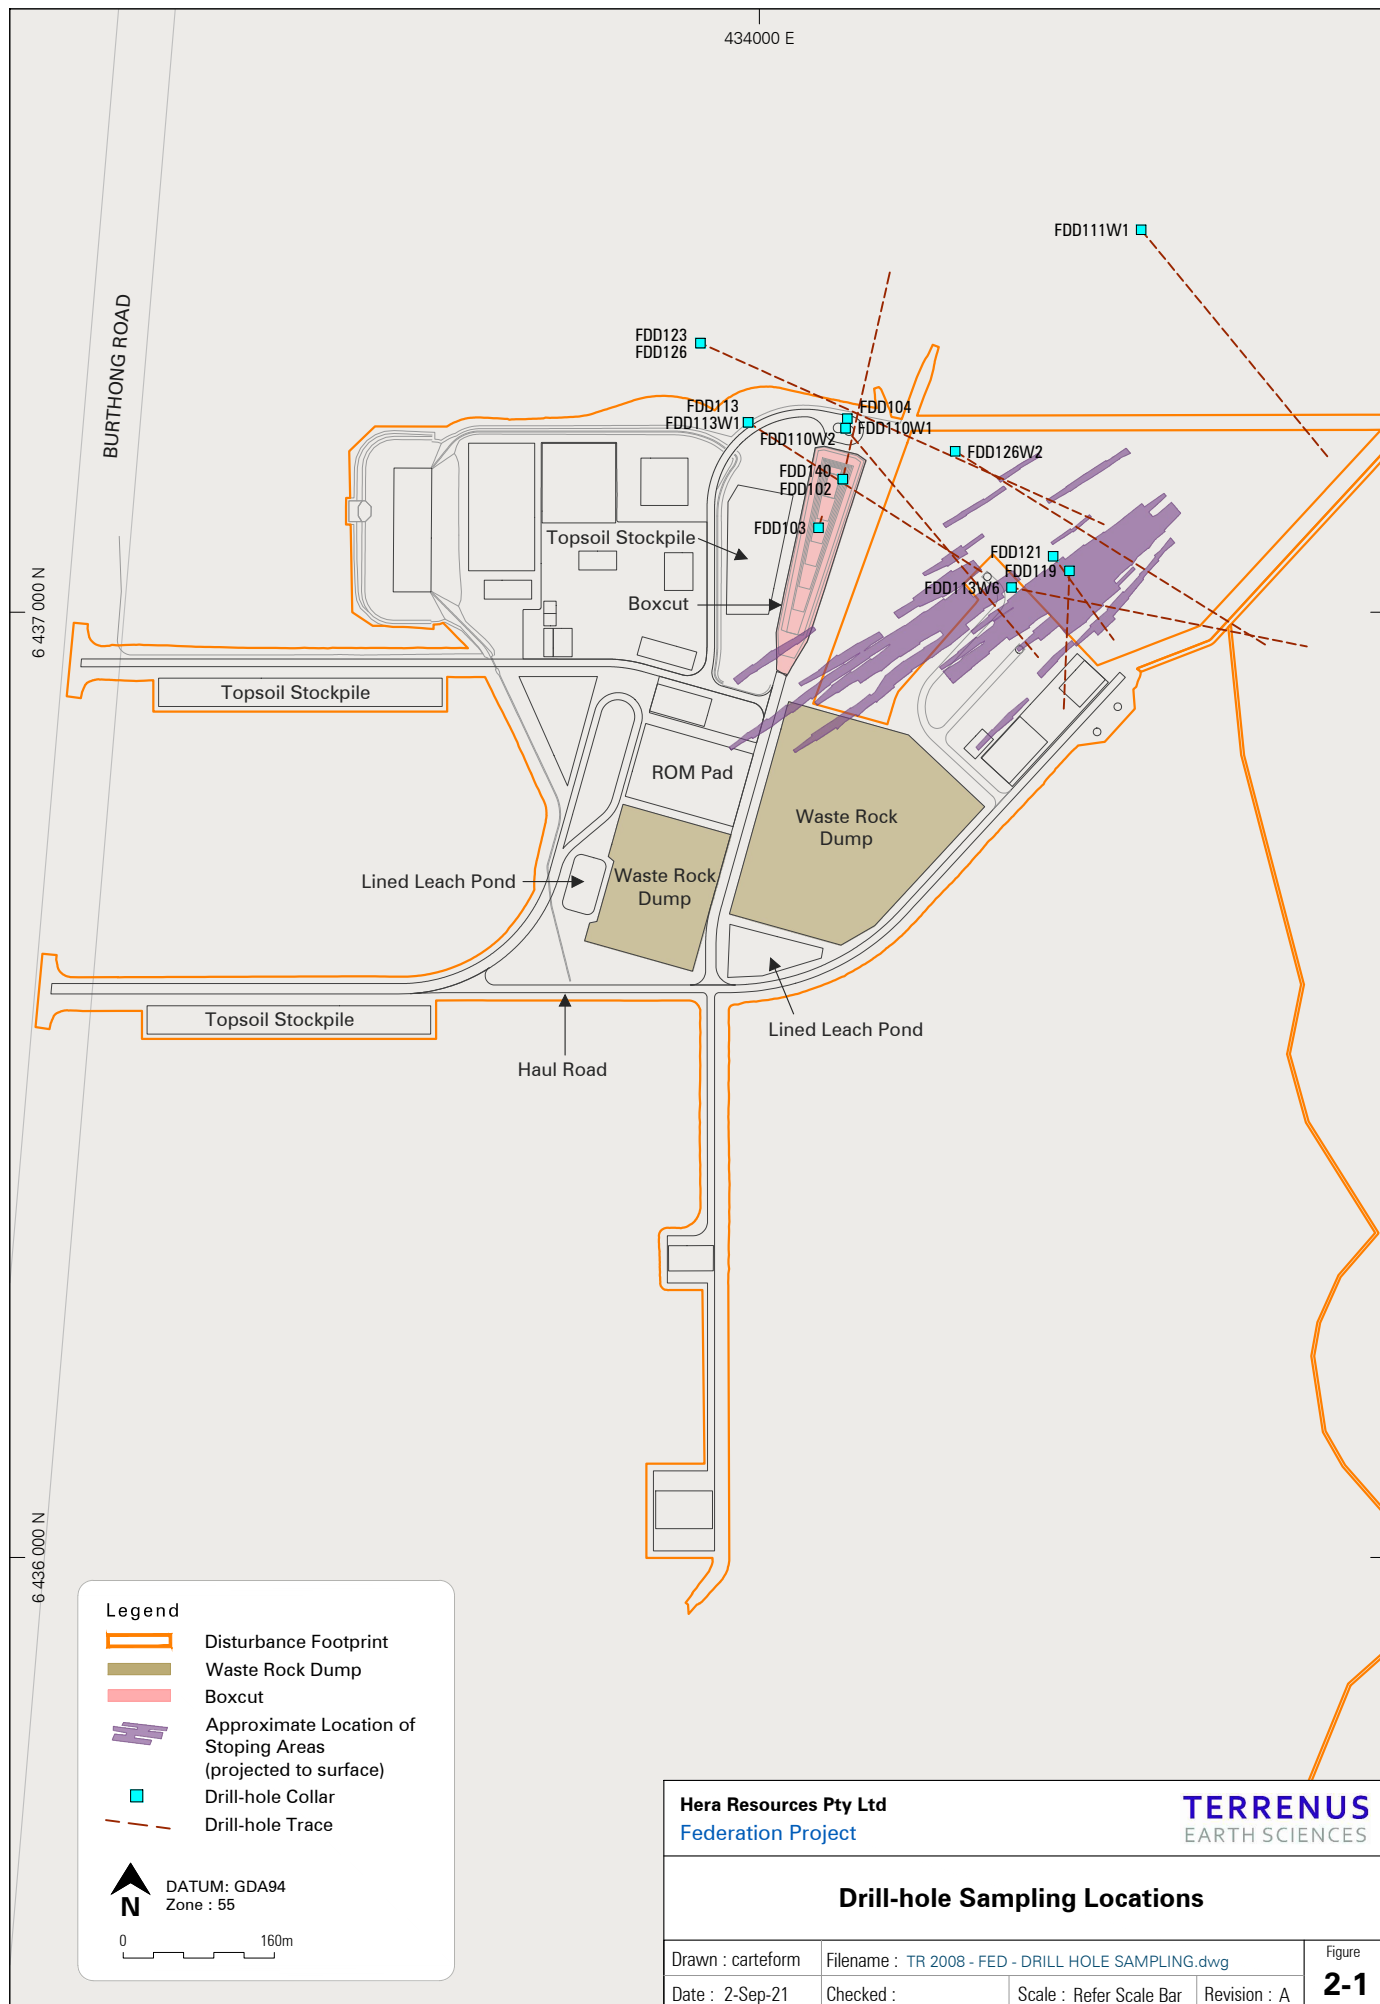 434000 E
FDD111W1
BURTHONG ROAD
FDD123
FDD126
FDD113
FDD113W1
FDD104
FDD110W1
FDD110W2
FDD126W2
FDD140
FDD102
FDD103
Topsoil Stockpile
FDD121
FDD119
FDD113W6
Boxcut
6 437 000 N
Topsoil Stockpile
ROM Pad
Waste Rock
Dump
Lined Leach Pond
Waste Rock
Dump
Topsoil Stockpile
Lined Leach Pond
Haul Road
6 436 000 N
Legend
Disturbance Footprint
Waste Rock Dump
Boxcut
Approximate Location of
Stoping Areas
(projected to surface)
Drill-hole Collar
Drill-hole Trace
N
DATUM: GDA94
Zone : 55
0 160m
Hera Resources Pty Ltd
Federation Project
TERRENUS
EARTH SCIENCES
Drill-hole Sampling Locations
Drawn : carteform
Filename : TR 2008 - FED - DRILL HOLE SAMPLING.dwg
Figure
2-1
Date : 2-Sep-21
Checked :
Scale : Refer Scale Bar
Revision : A